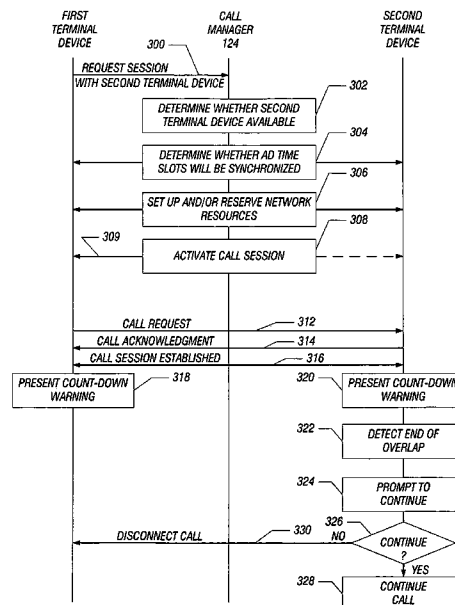 FIRST
TERMINAL
DEVICE
CALL
MANAGER
124
SECOND
TERMINAL
DEVICE
300
REQUEST SESSION
WITH SECOND TERMINAL DEVICE
302
DETERMINE WHETHER SECOND
TERMINAL DEVICE AVAILABLE
304
DETERMINE WHETHER AD TIME
SLOTS WILL BE SYNCHRONIZED
306
SET UP AND/OR RESERVE NETWORK
RESOURCES
308
309
ACTIVATE CALL SESSION
CALL REQUEST
312
CALL ACKNOWLEDGMENT
314
CALL SESSION ESTABLISHED
316
PRESENT COUNT-DOWN
WARNING
318
320
PRESENT COUNT-DOWN
WARNING
322
DETECT END OF
OVERLAP
324
PROMPT TO
CONTINUE
326
DISCONNECT CALL
330
NO
CONTINUE
?
YES
328
CONTINUE
CALL